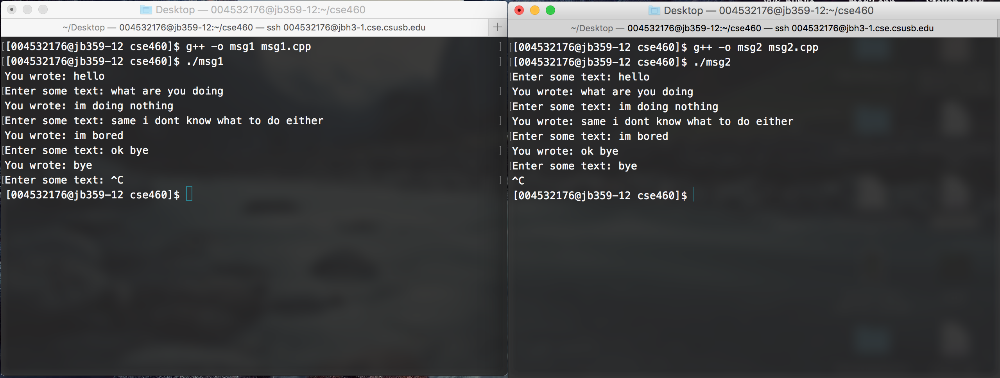 Desktop — 004532176@jb359-12:~/cse460
~/Desktop — 004532176@jb359-12:~/cse460 — ssh 004532176@jbh3-1.cse.csusb.edu
[[004532176@jb359-12 cse460]$ g++ -o msg1 msg1.cpp ]
[[004532176@jb359-12 cse460]$ ./msg1 ]
You wrote: hello
[Enter some text: what are you doing ]
You wrote: im doing nothing
[Enter some text: same i dont know what to do either ]
You wrote: im bored
[Enter some text: ok bye ]
You wrote: bye
[Enter some text: ^C ]
[004532176@jb359-12 cse460]$
Desktop — 004532176@jb359-12:~/cse460
~/Desktop — 004532176@jb359-12:~/cse460 — ssh 004532176@jbh3-1.cse.csusb.edu
[[004532176@jb359-12 cse460]$ g++ -o msg2 msg2.cpp
[[004532176@jb359-12 cse460]$ ./msg2
[Enter some text: hello
You wrote: what are you doing
[Enter some text: im doing nothing
You wrote: same i dont know what to do either
[Enter some text: im bored
You wrote: ok bye
[Enter some text: bye
^C
[004532176@jb359-12 cse460]$